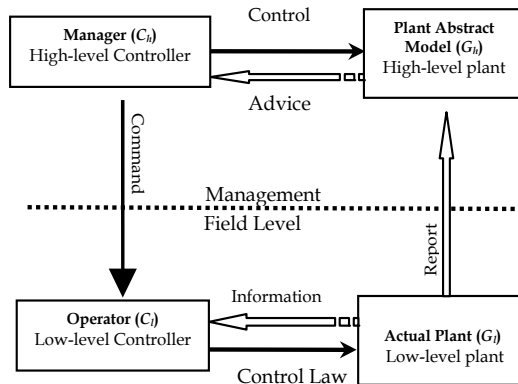 Control
Manager (Cₕ)
High-level Controller
Plant Abstract
Model (Gₕ)
High-level plant
Advice
Command
Management
Field Level
Report
Information
Operator (Cₗ)
Low-level Controller
Actual Plant (Gₗ)
Low-level plant
Control Law